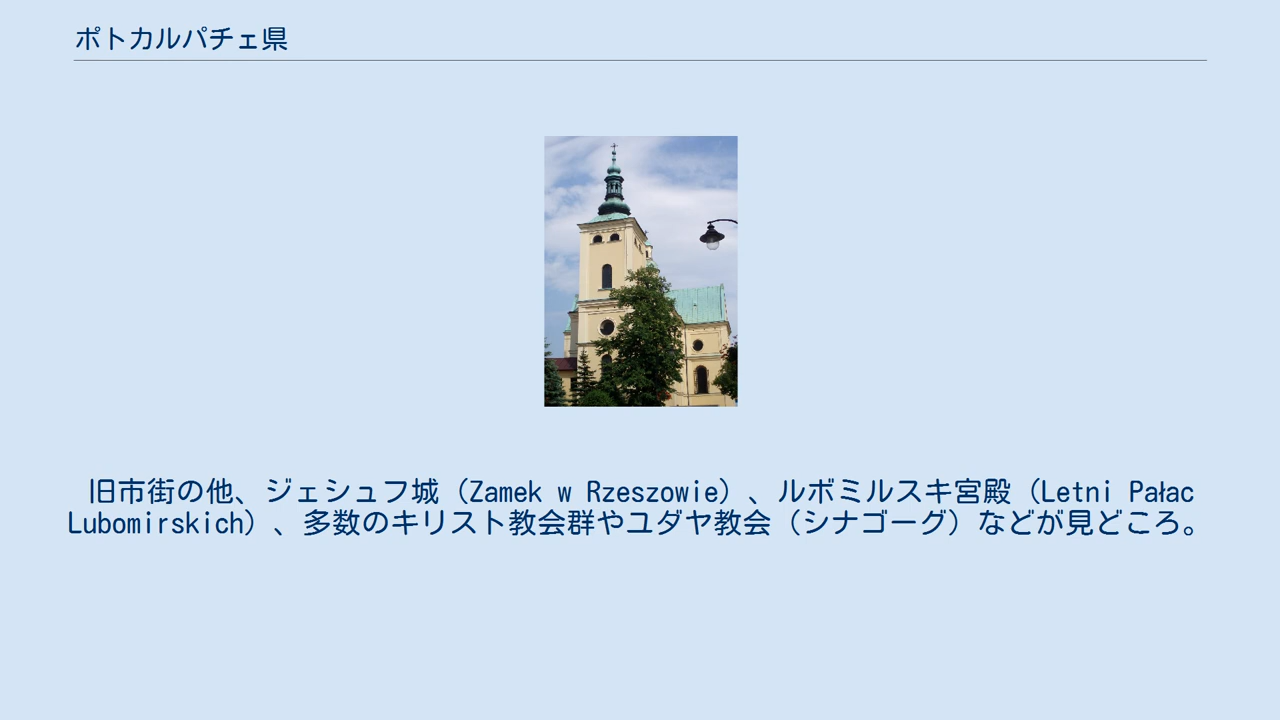 ポトカルパチェ県
旧市街の他、ジェシュフ城（Zamek w Rzeszowie）、ルボミルスキ宮殿（Letni Pałac
Lubomirskich）、多数のキリスト教会群やユダヤ教会（シナゴーグ）などが見どころ。